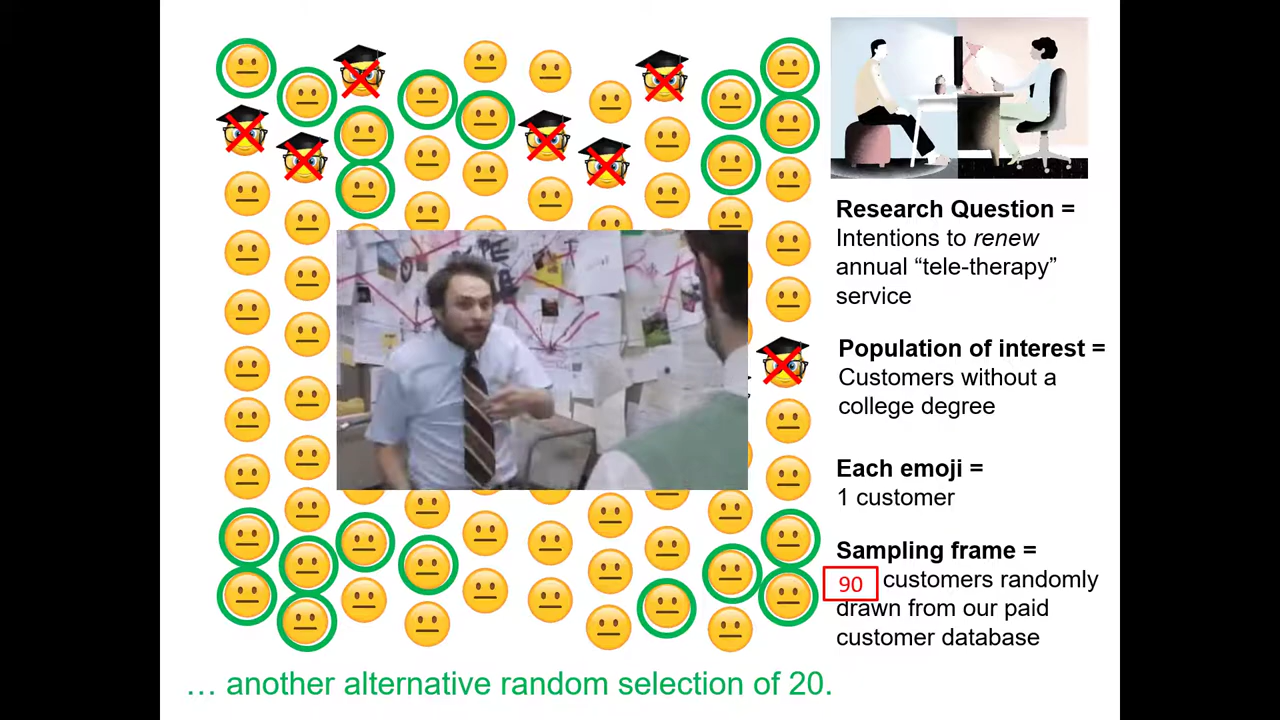 Research Question =
Intentions to renew
annual “tele-therapy”
service
Population of interest =
Customers without a
college degree
Each emoji =
1 customer
Sampling frame =
90 customers randomly
drawn from our paid
customer database
… another alternative random selection of 20.